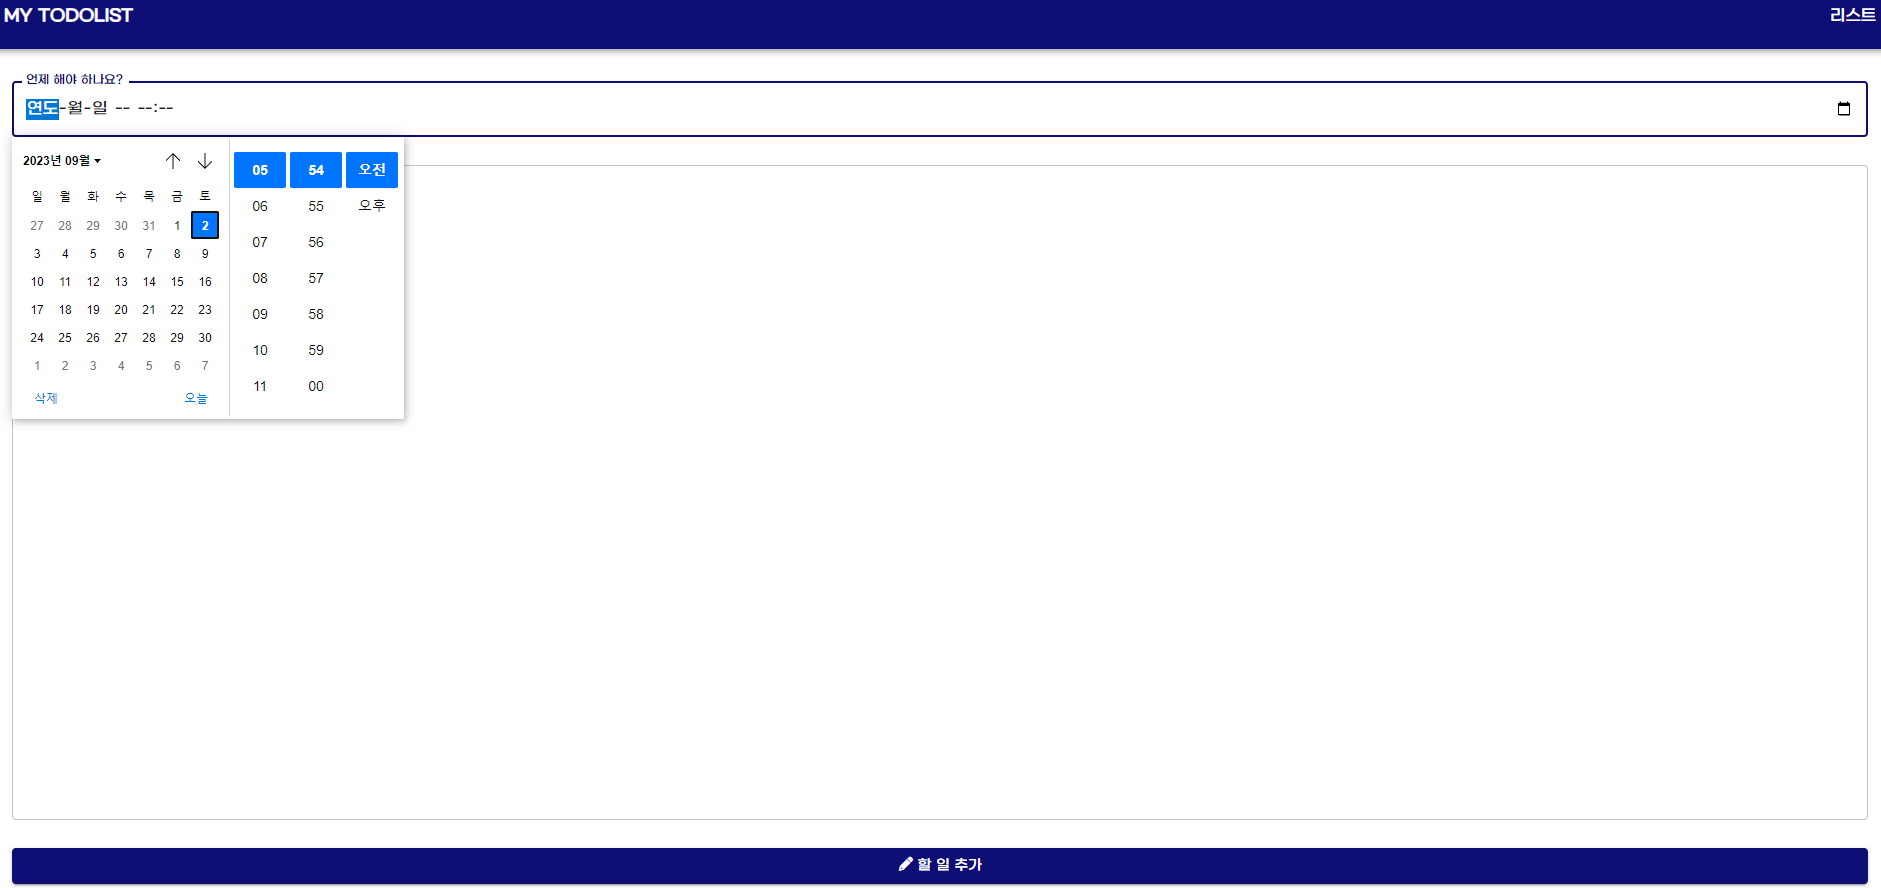 MY TODOLIST 리스트
언제 해야 하나요?
연도-월-일 -- --:--
2023년 09월
일 월 화 수 목 금 토
27 28 29 30 31 1 2
3 4 5 6 7 8 9
10 11 12 13 14 15 16
17 18 19 20 21 22 23
24 25 26 27 28 29 30
1 2 3 4 5 6 7
삭제 오늘
05 54 오전
06 55 오후
07 56
08 57
09 58
10 59
11 00
할 일 추가